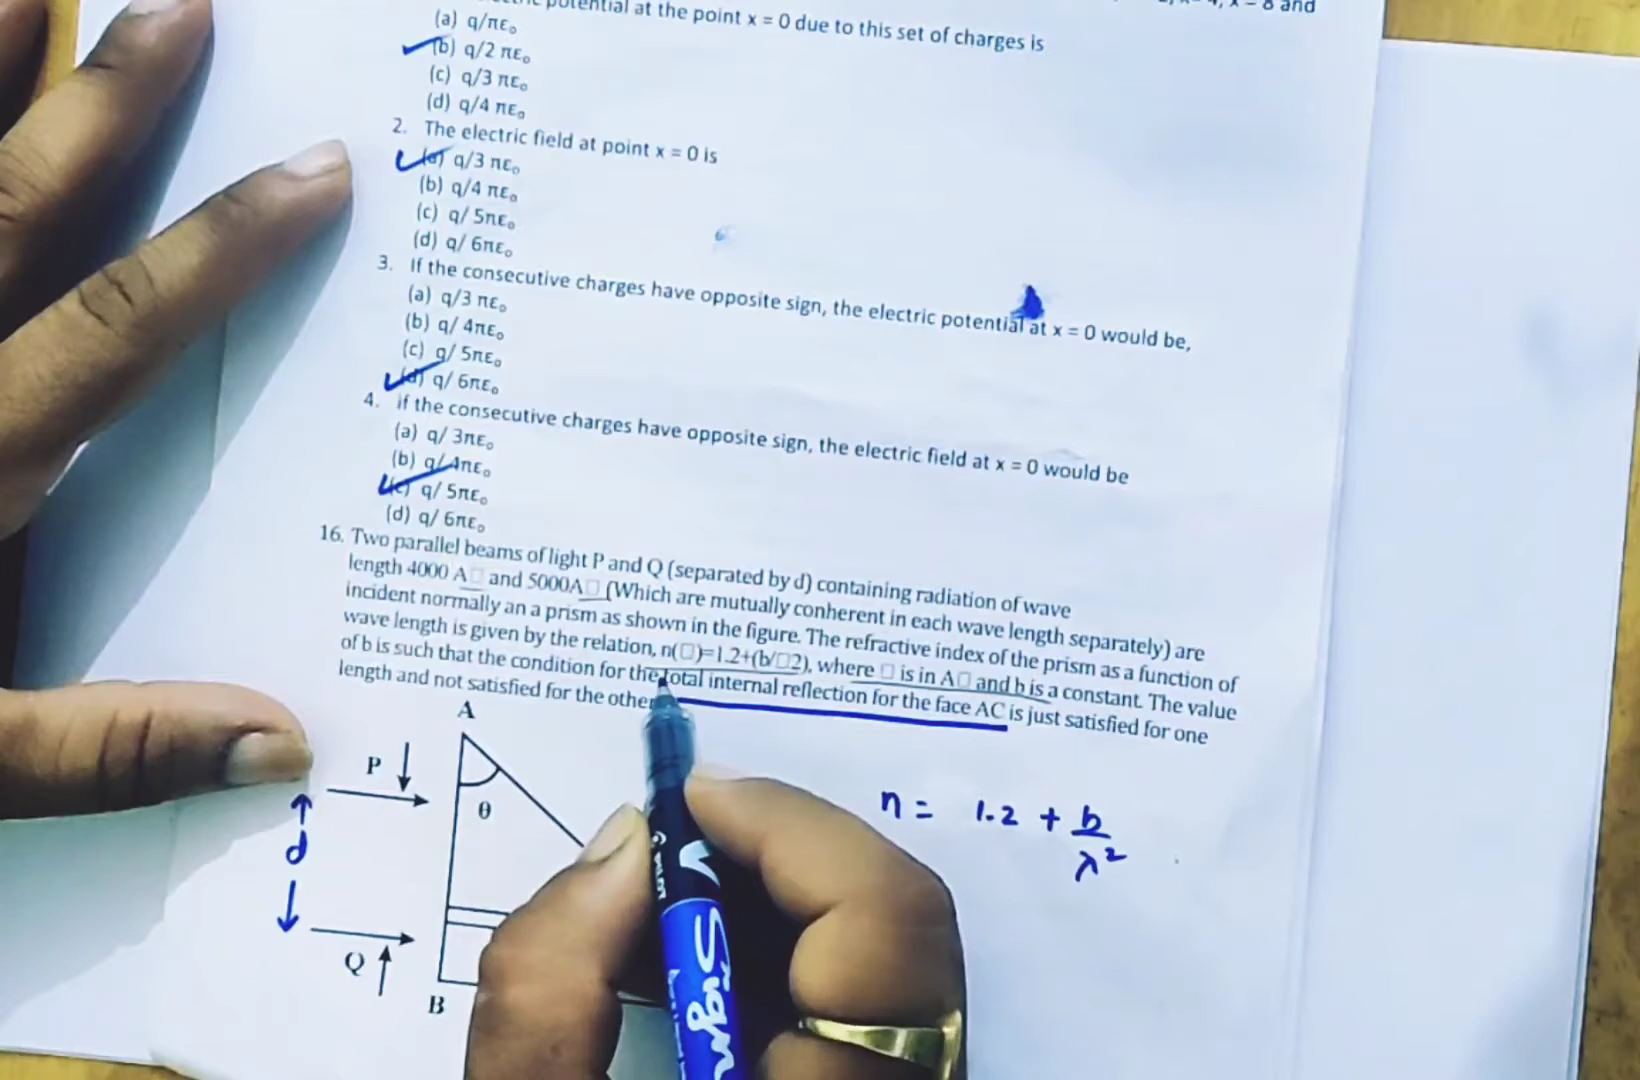 potential at the point x = 0 due to this set of charges is
(a) q/πε₀
(b) q/2 πε₀
(c) q/3 πε₀
(d) q/4 πε₀
2. The electric field at point x = 0 is
(a) q/3 πε₀
(b) q/4 πε₀
(c) q/ 5πε₀
(d) q/ 6πε₀
3. If the consecutive charges have opposite sign, the electric potential at x = 0 would be,
(a) q/3 πε₀
(b) q/ 4πε₀
(c) q/ 5πε₀
(d) q/ 6πε₀
4. if the consecutive charges have opposite sign, the electric field at x = 0 would be
(a) q/ 3πε₀
(b) q/ 4πε₀
(c) q/ 5πε₀
(d) q/ 6πε₀
16. Two parallel beams of light P and Q (separated by d) containing radiation of wave
length 4000 A□ and 5000A□ (Which are mutually conherent in each wave length separately) are
incident normally an a prism as shown in the figure. The refractive index of the prism as a function of
wave length is given by the relation, n(□)=1.2+(b/□2), where □ is in A□ and b is a constant. The value
of b is such that the condition for the total internal reflection for the face AC is just satisfied for one
length and not satisfied for the other
A
P ↓
θ
d
Q ↑
B
n = 1.2 + b/λ²
PILOT
V Sign